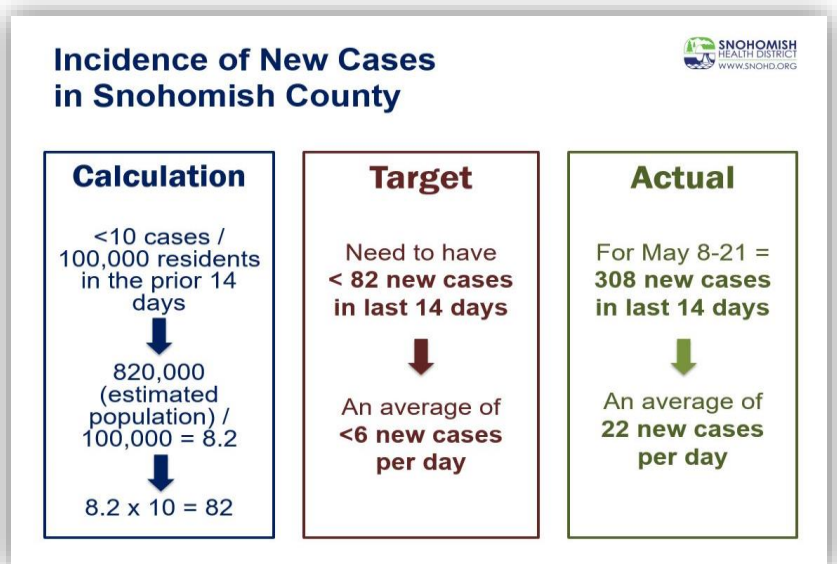 Incidence of New Cases
in Snohomish County
SNOHOMISH
HEALTH DISTRICT
WWW.SNOHD.ORG
Calculation
<10 cases /
100,000 residents
in the prior 14
days
820,000
(estimated
population) /
100,000 = 8.2
8.2 x 10 = 82
Target
Need to have
< 82 new cases
in last 14 days
An average of
<6 new cases
per day
Actual
For May 8-21 =
308 new cases
in last 14 days
An average of
22 new cases
per day